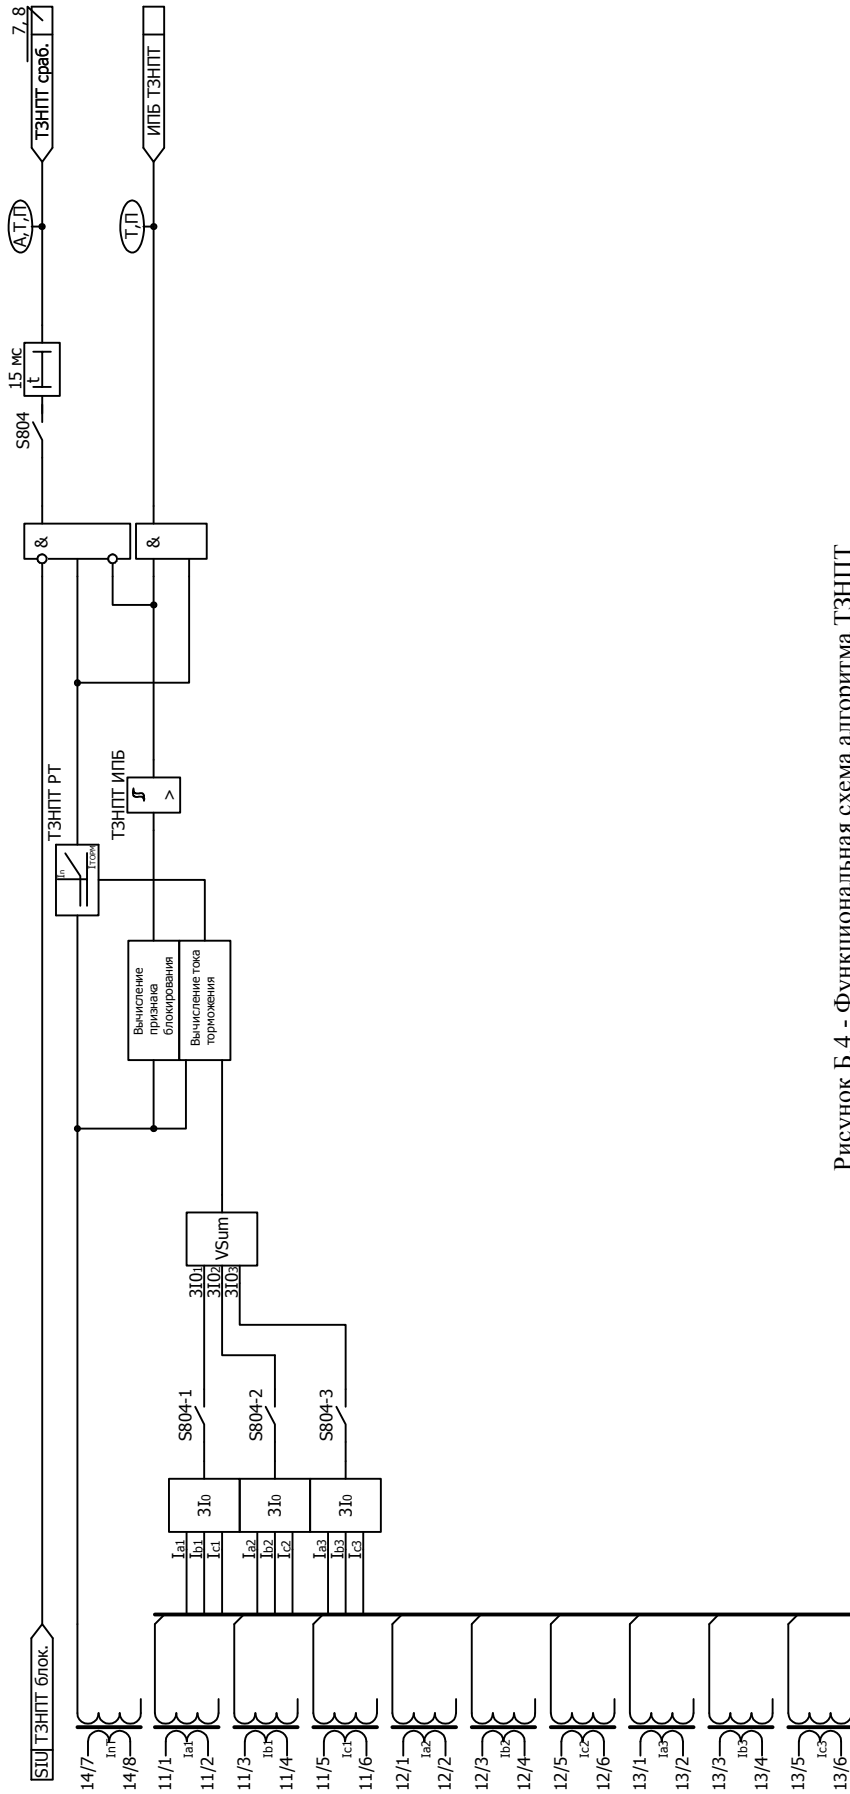 7, 8
ТЗНПТ сраб.
ИПБ ТЗНПТ
А,Т,П
Т,П
15 мс
t
S804
&
&
ТЗНПТ РТ
In
Iторм
ТЗНПТ ИПБ
>
Вычисление
признака
блокирования
Вычисление тока
торможения
VSum
3I01
3I02
3I03
S804-1
S804-2
S804-3
3I0
3I0
3I0
Ia1
Ib1
Ic1
Ia2
Ib2
Ic2
Ia3
Ib3
Ic3
SIU ТЗНПТ блок.
14/7
InT
14/8
11/1
Ia1
11/2
11/3
Ib1
11/4
11/5
Ic1
11/6
12/1
Ia2
12/2
12/3
Ib2
12/4
12/5
Ic2
12/6
13/1
Ia3
13/2
13/3
Ib3
13/4
13/5
Ic3
13/6
Рисунок Б.4 - Функциональная схема алгоритма ТЗНПТ